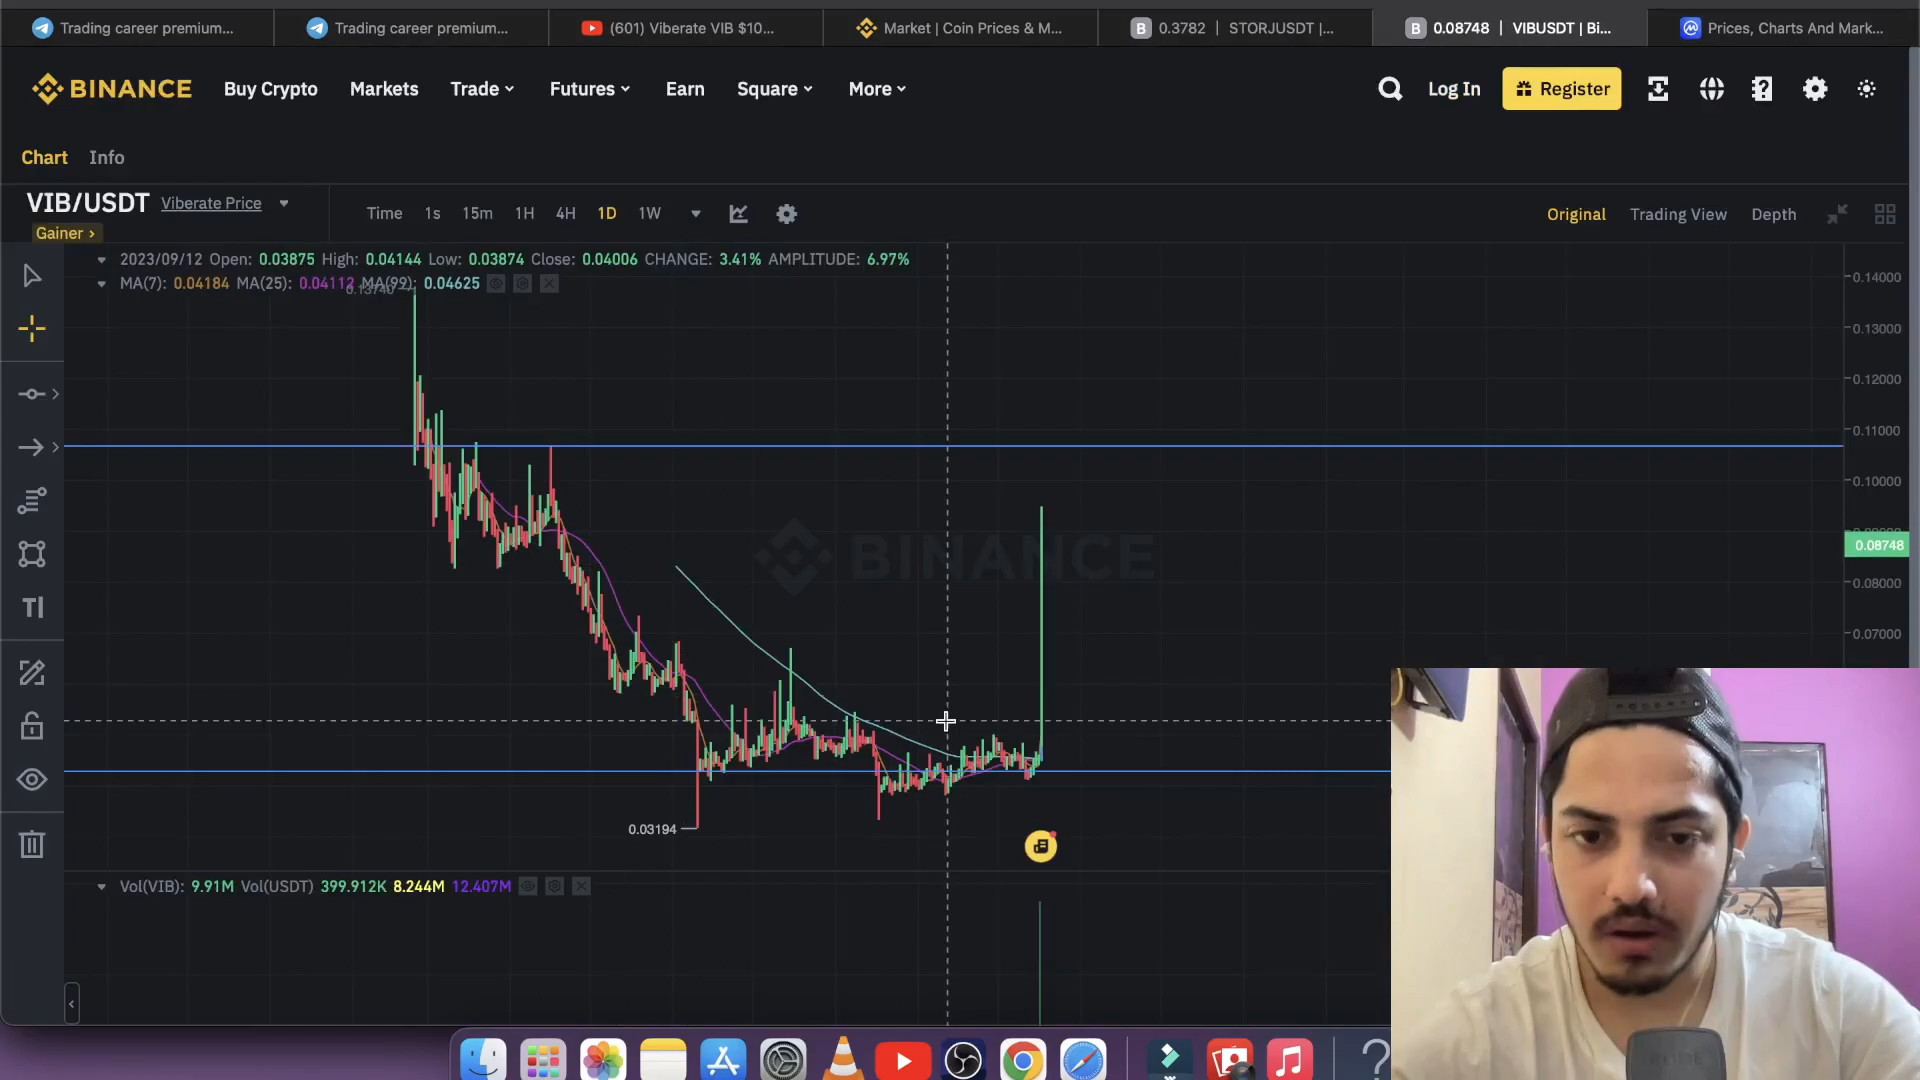 Trading career premium...
Trading career premium...
(601) Viberate VIB $10...
Market | Coin Prices & M...
B 0.3782 | STORJUSDT |...
B 0.08748 | VIBUSDT | Bi...
Prices, Charts And Mark...
BINANCE
Buy Crypto
Markets
Trade
Futures
Earn
Square
More
Log In
Register
Chart
Info
VIB/USDT
Viberate Price
Gainer >
Time
1s
15m
1H
4H
1D
1W
Original
Trading View
Depth
2023/09/12 Open: 0.03875 High: 0.04144 Low: 0.03874 Close: 0.04006 CHANGE: 3.41% AMPLITUDE: 6.97%
MA(7): 0.04184 MA(25): 0.04112 MA(99): 0.04625
0.13740
0.14000
0.13000
0.12000
0.11000
0.10000
0.08748
0.08000
0.07000
BINANCE
0.03194
Vol(VIB): 9.91M Vol(USDT) 399.912K 8.244M 12.407M